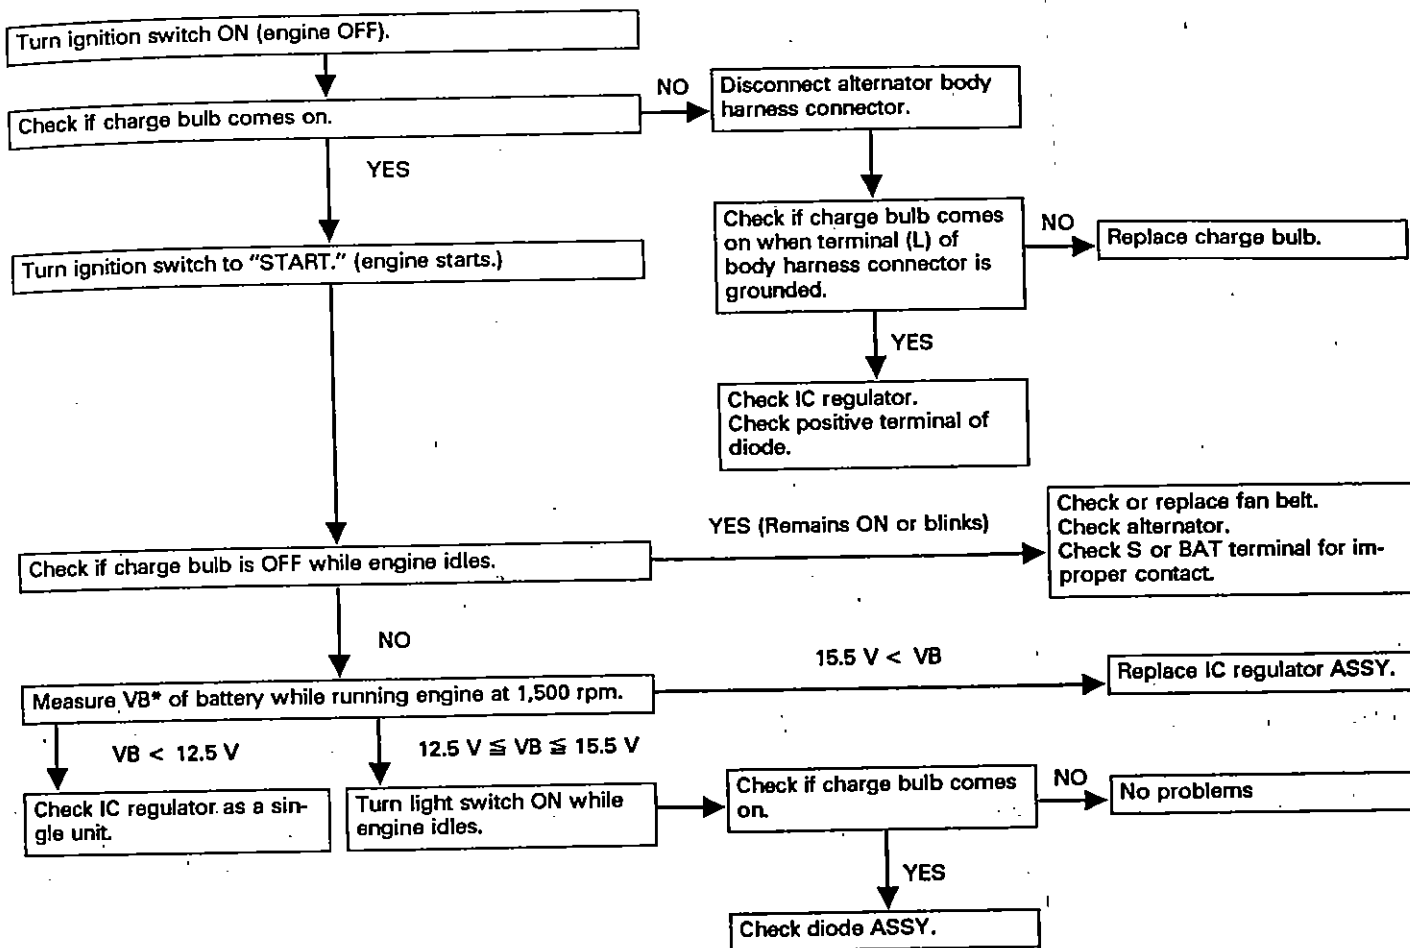 Turn ignition switch ON (engine OFF).
NO
Disconnect alternator body
harness connector.
Check if charge bulb comes on.
YES
Check if charge bulb comes
on when terminal (L) of
body harness connector is
grounded.
NO
Replace charge bulb.
Turn ignition switch to "START." (engine starts.)
YES
Check IC regulator.
Check positive terminal of
diode.
YES (Remains ON or blinks)
Check or replace fan belt.
Check alternator.
Check S or BAT terminal for im-
proper contact.
Check if charge bulb is OFF while engine idles.
NO
15.5 V < VB
Replace IC regulator ASSY.
Measure VB* of battery while running engine at 1,500 rpm.
VB < 12.5 V
12.5 V ≦ VB ≦ 15.5 V
Check IC regulator as a sin-
gle unit.
Turn light switch ON while
engine idles.
Check if charge bulb comes
on.
NO
No problems
YES
Check diode ASSY.